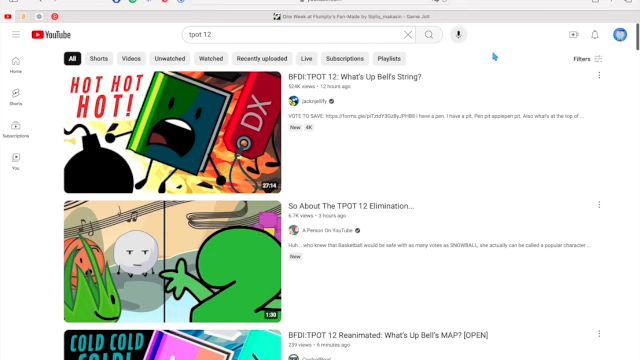 One Week at Flumpty's Fan-Made by Stplly_makasin - Game Jolt
YouTube
tpot 12
All
Shorts
Videos
Unwatched
Watched
Recently uploaded
Live
Subscriptions
Playlists
Filters
Home
Shorts
Subscriptions
You
HOT HOT
HOT!
DX
27:14
BFDI:TPOT 12: What's Up Bell's String?
524K views • 12 hours ago
jacknjellify
VOTE TO SAVE: https://forms.gle/piTxtdY3Gz8yJPHB8 I have a pen. I have a pit. Pen pit applepen pit. Also what's at the top of ...
New
4K
1:30
So About The TPOT 12 Elimination...
6.7K views • 3 hours ago
A Person On YouTube
Huh... who knew that Basketball would be safe with as many votes as SNOWBALL, she actually can be called a popular character ...
New
COLD COLD
COLD!
BFDI:TPOT 12 Reanimated: What's Up Bell's MAP? [OPEN]
239 views • 6 minutes ago